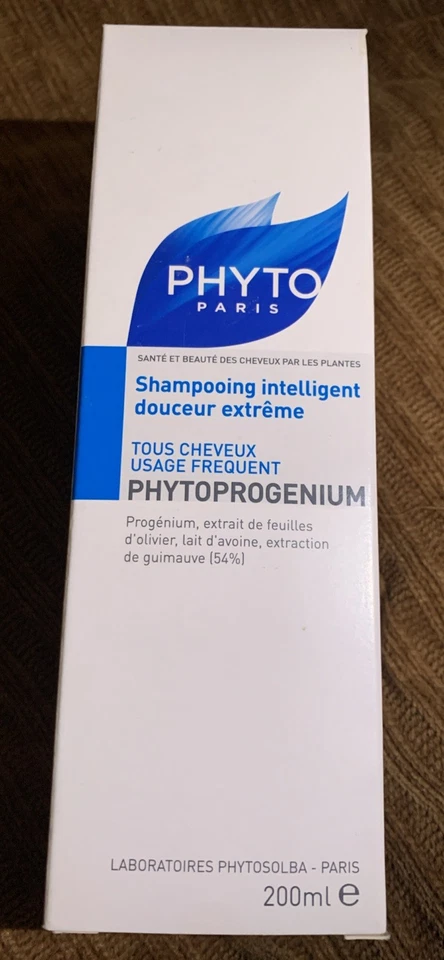 PHYTO
PARIS
SANTÉ ET BEAUTÉ DES CHEVEUX PAR LES PLANTES
Shampooing intelligent
douceur extrême
TOUS CHEVEUX
USAGE FREQUENT
PHYTOPROGENIUM
Progénium, extrait de feuilles
d'olivier, lait d'avoine, extraction
de guimauve (54%)
LABORATOIRES PHYTOSOLBA - PARIS
200ml ℮